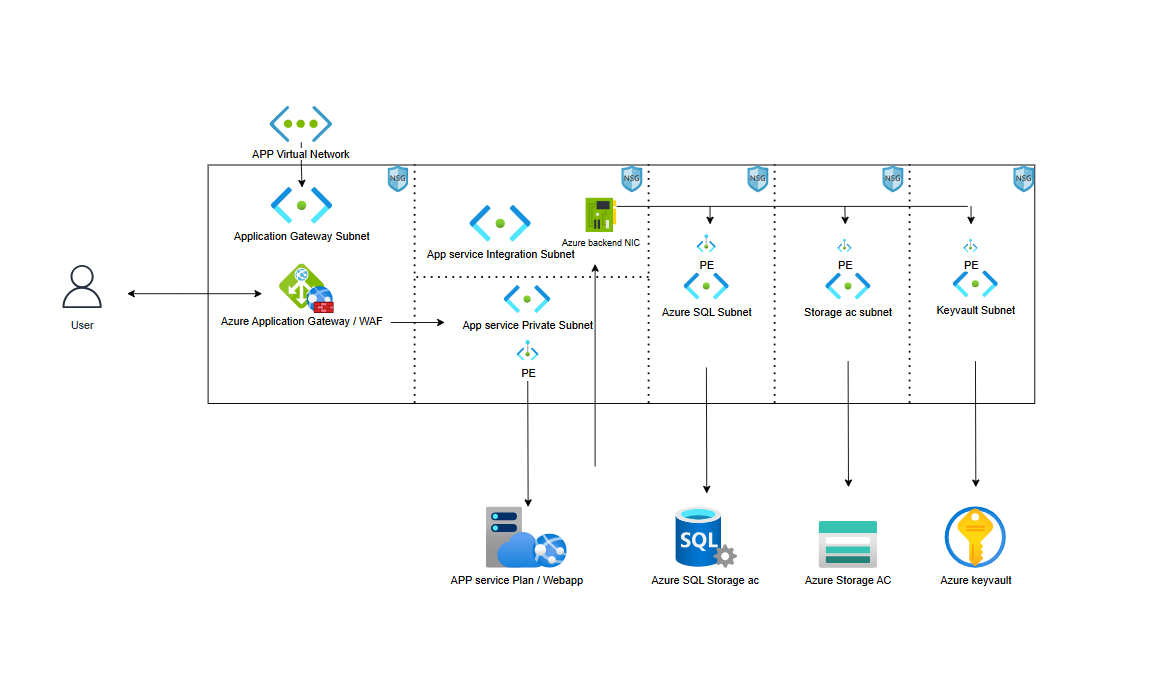 APP Virtual Network
NSG
NSG
NSG
NSG
NSG
Application Gateway Subnet
App service Integration Subnet
Azure backend NIC
PE
PE
PE
User
Azure Application Gateway / WAF
App service Private Subnet
Azure SQL Subnet
Storage ac subnet
Keyvault Subnet
PE
SQL
APP service Plan / Webapp
Azure SQL Storage ac
Azure Storage AC
Azure keyvault